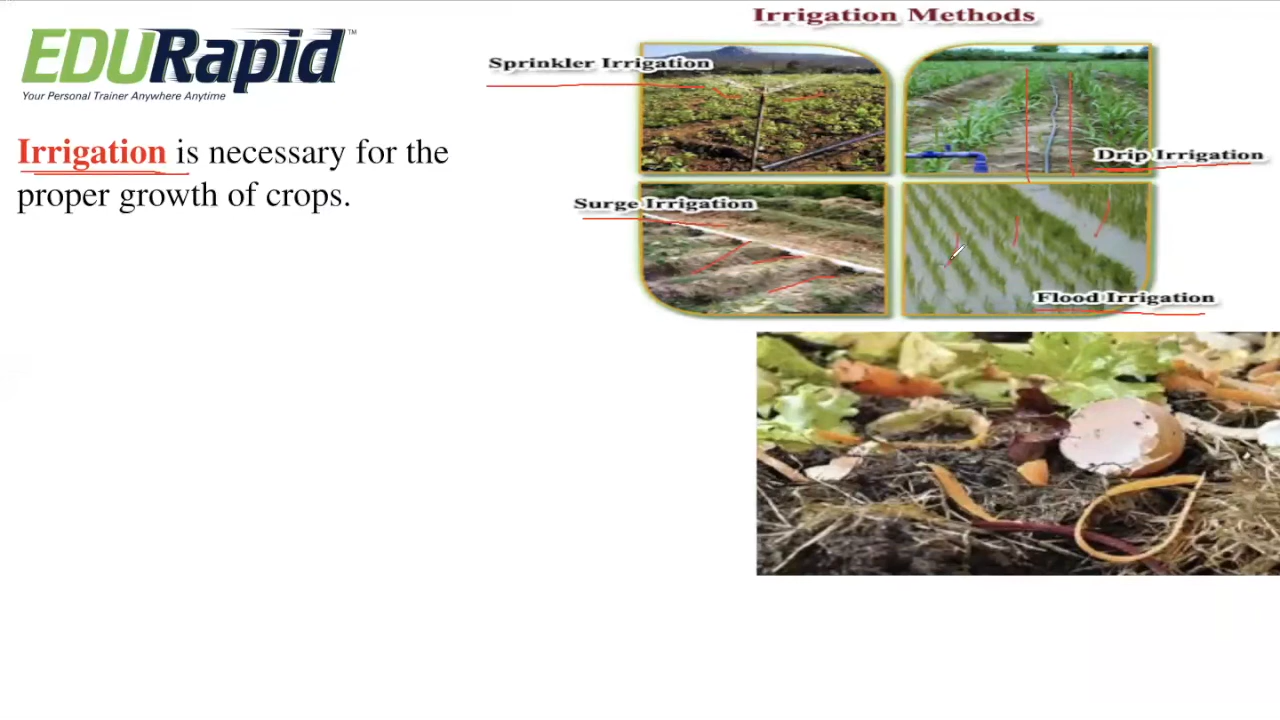 Irrigation Methods
EDURapid™
Your Personal Trainer Anywhere Anytime
Sprinkler Irrigation
Drip Irrigation
Irrigation is necessary for the
proper growth of crops.
Surge Irrigation
Flood Irrigation